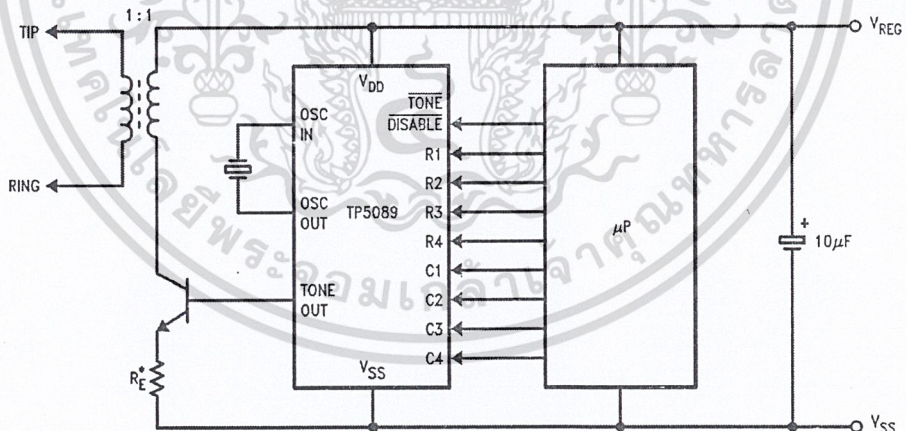 1:1
TIP
RING
V_REG
V_DD
TONE
DISABLE
OSC
IN
R1
R2
R3
R4
C1
C2
C3
C4
OSC
OUT
TP5089
μP
+
10μF
TONE
OUT
V_SS
R_E*
V_SS